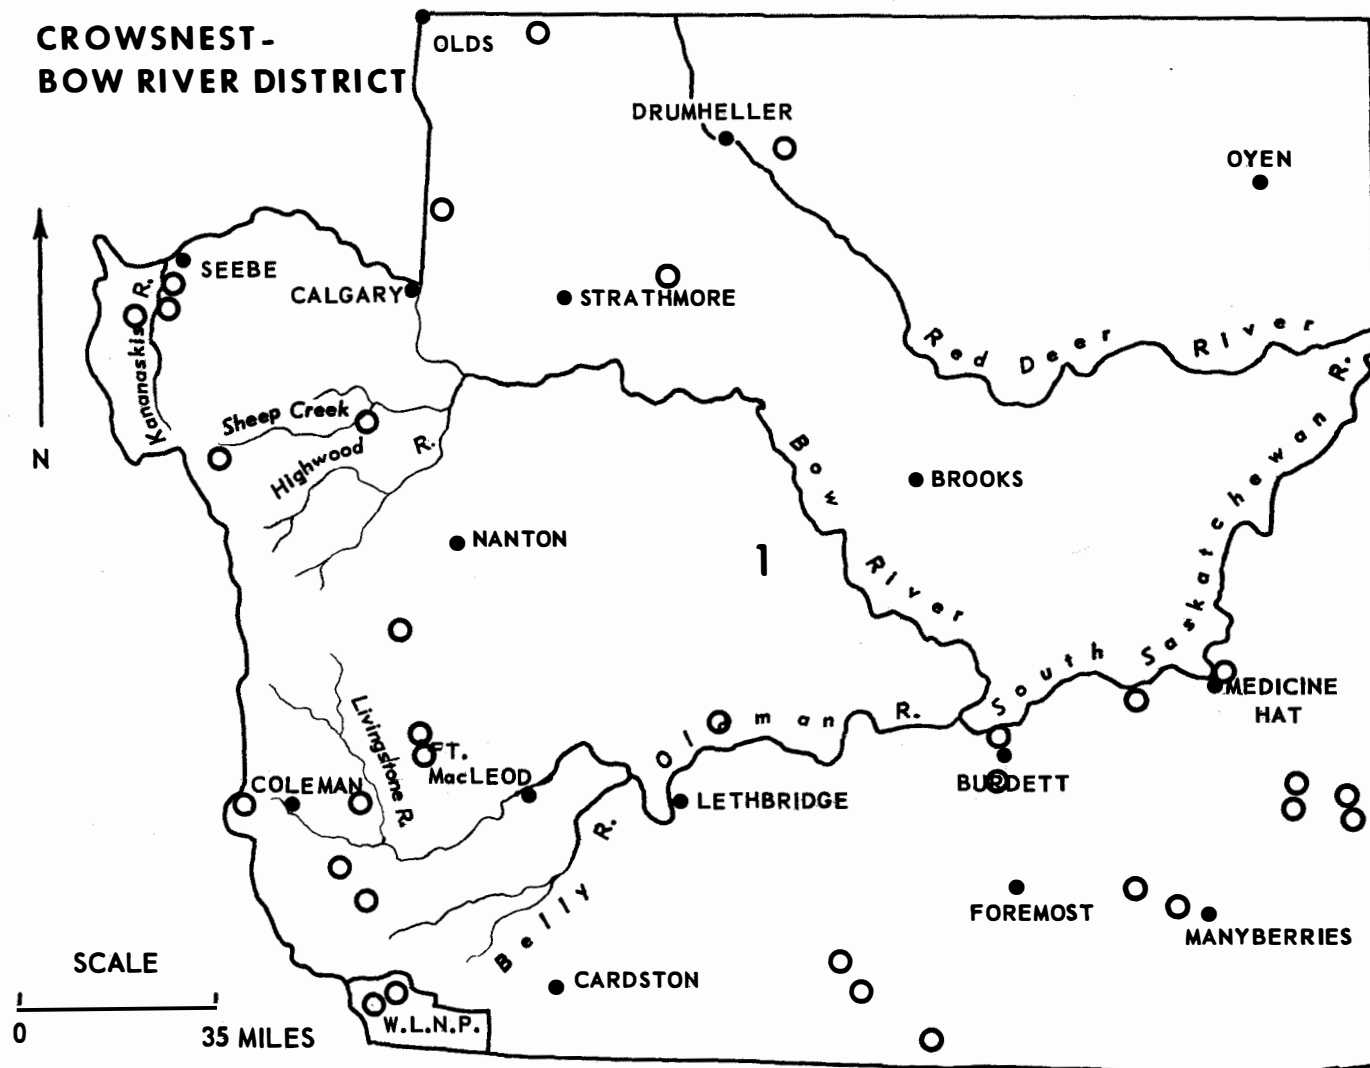 CROWSNEST-
BOW RIVER DISTRICT
OLDS
DRUMHELLER
OYEN
SEEBE
CALGARY
STRATHMORE
Kananaskis R.
Red Deer River
Sheep Creek
Highwood R.
N
NANTON
1
Bow River
BROOKS
South Saskatchewan R.
MEDICINE
HAT
Livingstone R.
FT.
MacLEOD
COLEMAN
Oldman R.
LETHBRIDGE
BURDETT
Belly R.
FOREMOST
MANYBERRIES
SCALE
0 35 MILES
CARDSTON
W.L.N.P.